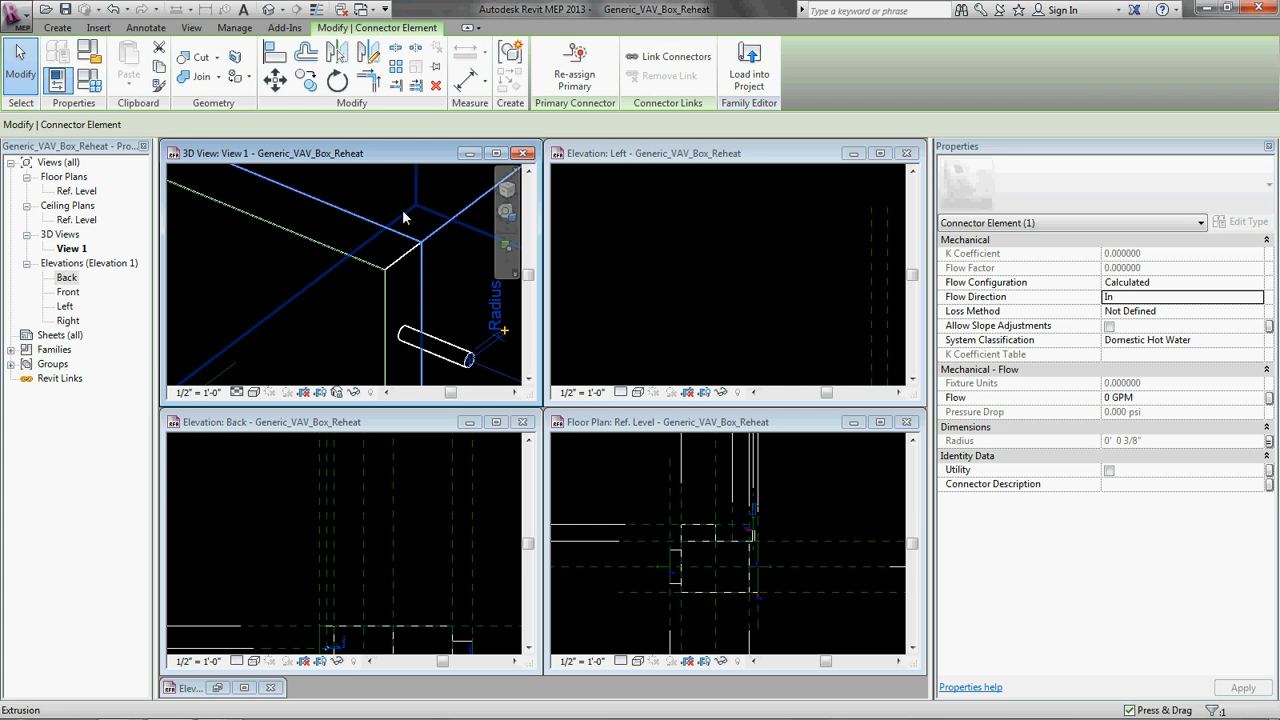 Autodesk Revit MEP 2013 - Generic_VAV_Box_Reheat
Type a keyword or phrase
Sign In
MEP
Create Insert Annotate View Manage Add-Ins Modify | Connector Element
Modify
Paste
Cut
Join
Re-assign
Primary
Link Connectors
Remove Link
Load into
Project
Select Properties Clipboard Geometry Modify Measure Create Primary Connector Connector Links Family Editor
Modify | Connector Element
Generic_VAV_Box_Reheat - Pro...
Views (all)
Floor Plans
Ref. Level
Ceiling Plans
Ref. Level
3D Views
View 1
Elevations (Elevation 1)
Back
Front
Left
Right
Sheets (all)
Families
Groups
Revit Links
3D View: View 1 - Generic_VAV_Box_Reheat
Radius
1/2" = 1'-0"
Elevation: Left - Generic_VAV_Box_Reheat
1/2" = 1'-0"
Elevation: Back - Generic_VAV_Box_Reheat
1/2" = 1'-0"
Floor Plan: Ref. Level - Generic_VAV_Box_Reheat
1/2" = 1'-0"
Elev...
Properties
Connector Element (1)
Edit Type
Mechanical
K Coefficient 0.000000
Flow Factor 0.000000
Flow Configuration Calculated
Flow Direction In
Loss Method Not Defined
Allow Slope Adjustments
System Classification Domestic Hot Water
K Coefficient Table
Mechanical - Flow
Fixture Units 0.000000
Flow 0 GPM
Pressure Drop 0.000 psi
Dimensions
Radius 0' 0 3/8"
Identity Data
Utility
Connector Description
Properties help
Apply
Extrusion
Press & Drag
:1